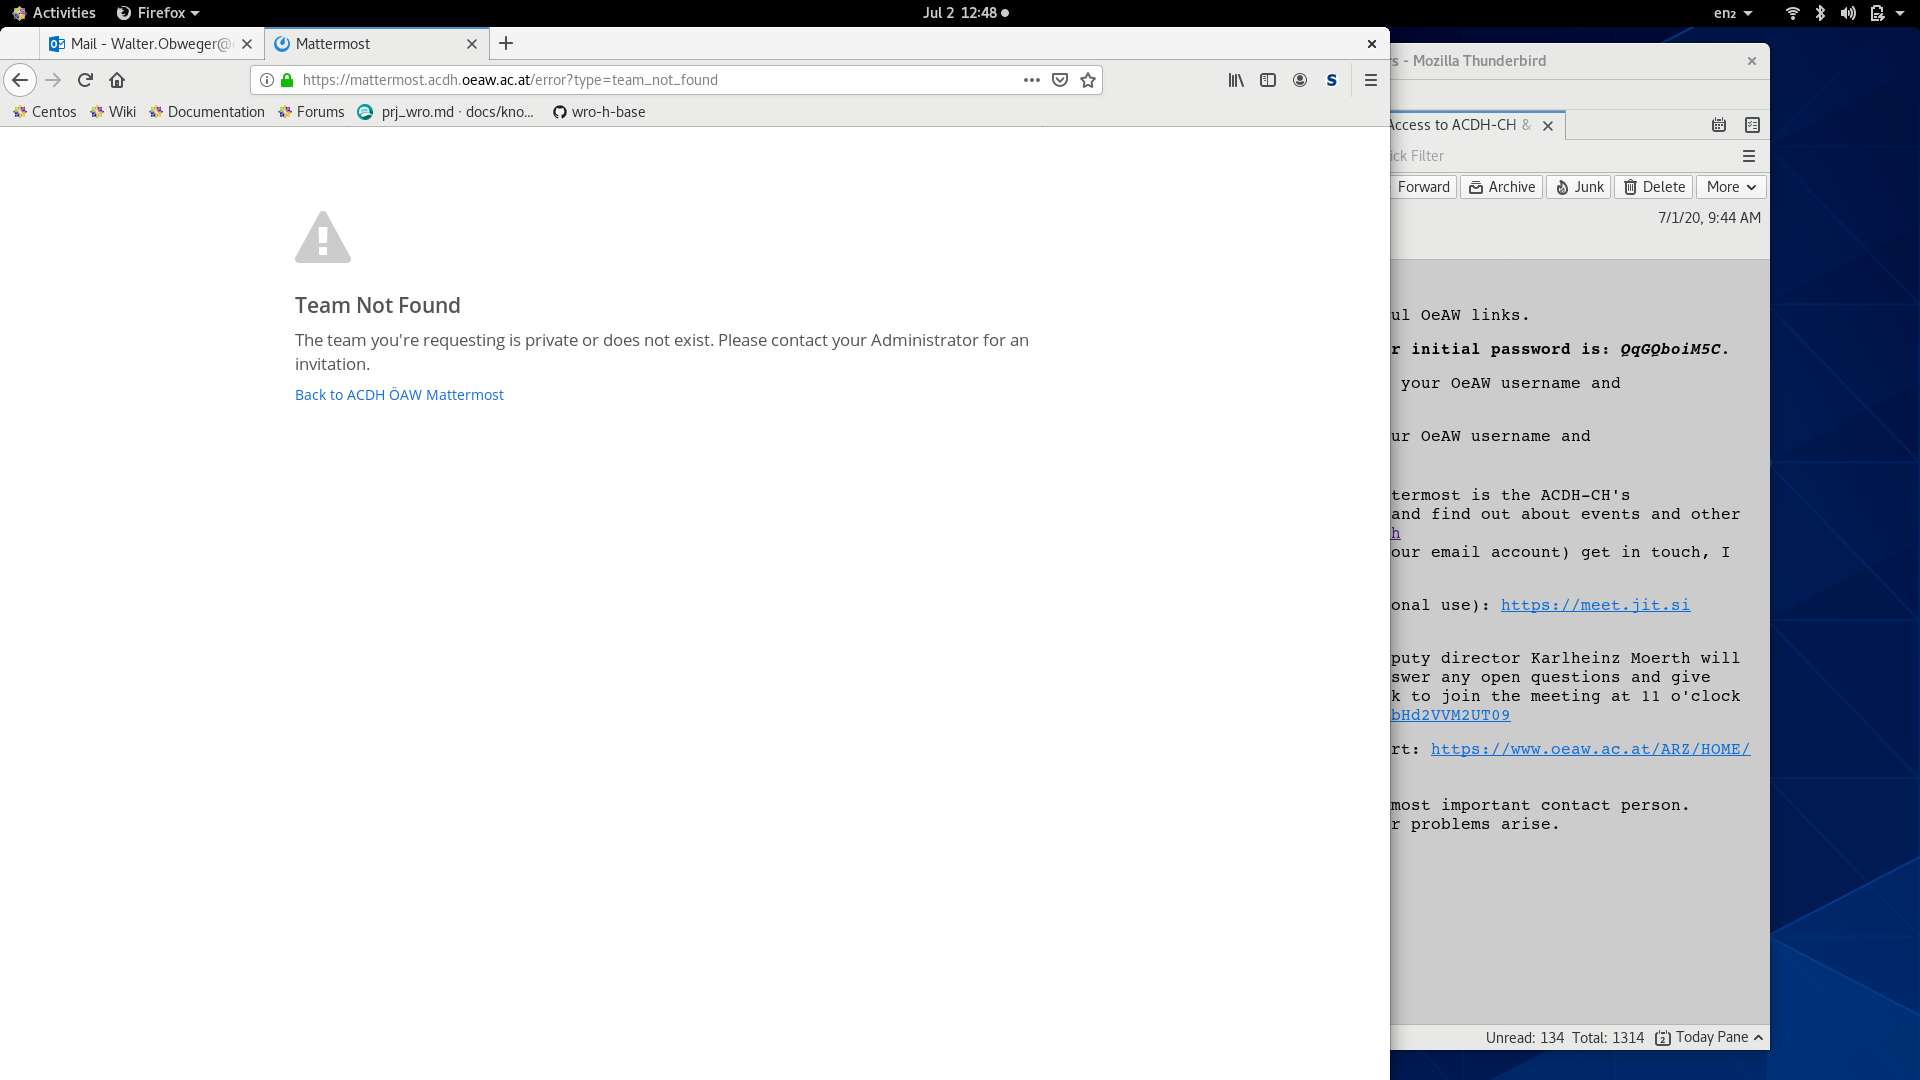 Activities Firefox Jul 2 12:48 en₂
Mail - Walter.Obweger@ Mattermost
https://mattermost.acdh.oeaw.ac.at/error?type=team_not_found
Centos Wiki Documentation Forums prj_wro.md · docs/kno... wro-h-base
Team Not Found
The team you're requesting is private or does not exist. Please contact your Administrator for an
invitation.
Back to ACDH ÖAW Mattermost
s - Mozilla Thunderbird
Access to ACDH-CH &
ick Filter
Forward Archive Junk Delete More
7/1/20, 9:44 AM
ul OeAW links.
r initial password is: QqGQboiM5C.
your OeAW username and
ur OeAW username and
termost is the ACDH-CH's
and find out about events and other
h
our email account) get in touch, I
onal use): https://meet.jit.si
puty director Karlheinz Moerth will
swer any open questions and give
k to join the meeting at 11 o'clock
bHd2VVM2UT09
rt: https://www.oeaw.ac.at/ARZ/HOME/
most important contact person.
r problems arise.
Unread: 134 Total: 1314 2 Today Pane